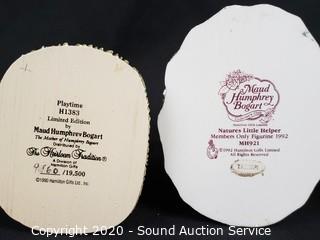 Playtime
H1383
Limited Edition
by
Maud Humphrey Bogart
The Mother of Humphrey Bogart
Distributed by
The Heirloom Tradition®
A Division of
Hamilton Gifts
/19,500
©1990 Hamilton Gifts Ltd., Inc.
Maud
Humphrey
Bogart
Natures Little Helper
Members Only Figurine 1992
MH921
©1992 Hamilton Gifts Limited
All Rights Reserved
Copyright 2020 - Sound Auction Service